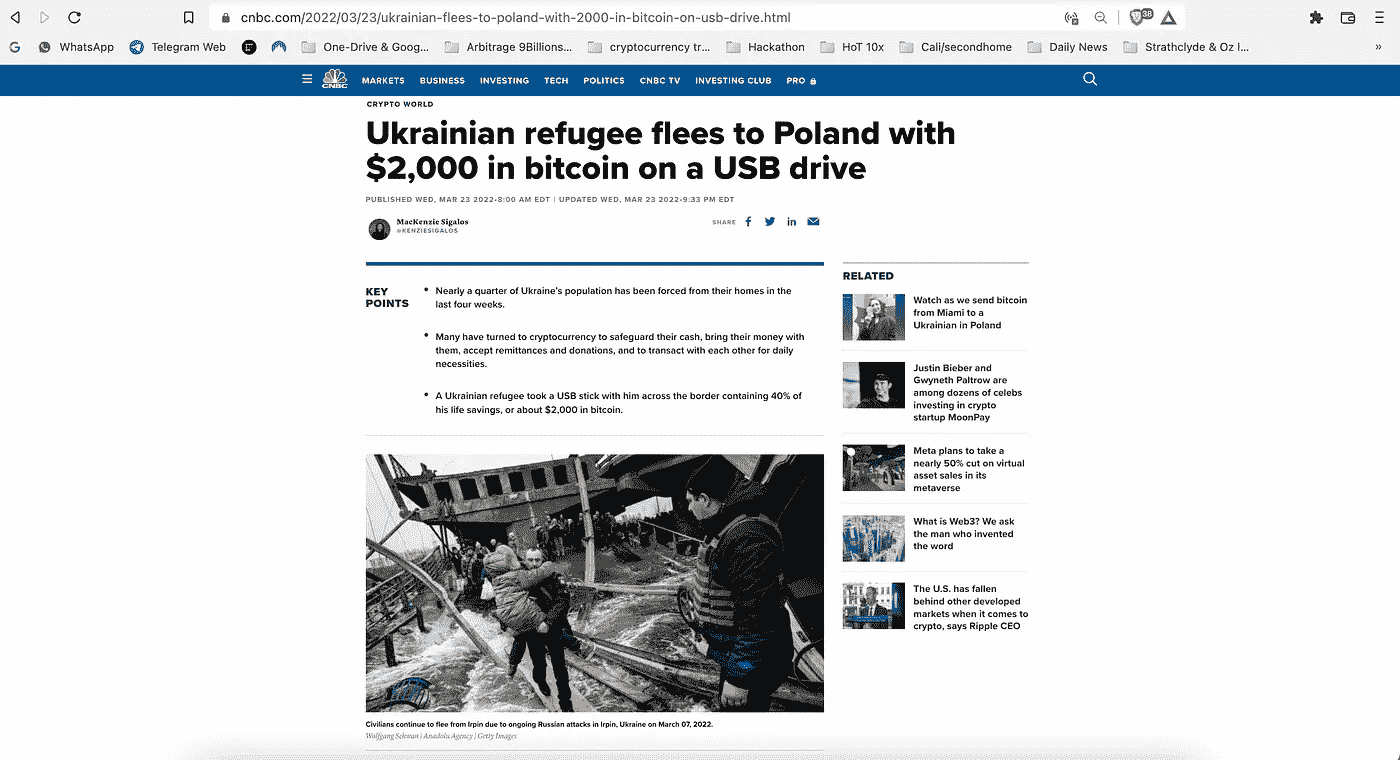 cnbc.com/2022/03/23/ukrainian-flees-to-poland-with-2000-in-bitcoin-on-usb-drive.html
38
WhatsApp
Telegram Web
One-Drive & Goog...
Arbitrage 9Billions...
cryptocurrency tr...
Hackathon
HoT 10x
Cali/secondhome
Daily News
Strathclyde & Oz I...
»
CNBC
MARKETS
BUSINESS
INVESTING
TECH
POLITICS
CNBC TV
INVESTING CLUB
PRO
CRYPTO WORLD
Ukrainian refugee flees to Poland with
$2,000 in bitcoin on a USB drive
PUBLISHED WED, MAR 23 2022•8:00 AM EDT | UPDATED WED, MAR 23 2022•9:33 PM EDT
MacKenzie Sigalos
@KENZIESIGALOS
SHARE
KEY
POINTS
• Nearly a quarter of Ukraine's population has been forced from their homes in the
last four weeks.
• Many have turned to cryptocurrency to safeguard their cash, bring their money with
them, accept remittances and donations, and to transact with each other for daily
necessities.
• A Ukrainian refugee took a USB stick with him across the border containing 40% of
his life savings, or about $2,000 in bitcoin.
Civilians continue to flee from Irpin due to ongoing Russian attacks in Irpin, Ukraine on March 07, 2022.
Wolfgang Schwan | Anadolu Agency | Getty Images
RELATED
Watch as we send bitcoin
from Miami to a
Ukrainian in Poland
Justin Bieber and
Gwyneth Paltrow are
among dozens of celebs
investing in crypto
startup MoonPay
Meta plans to take a
nearly 50% cut on virtual
asset sales in its
metaverse
What is Web3? We ask
the man who invented
the word
The U.S. has fallen
behind other developed
markets when it comes to
crypto, says Ripple CEO